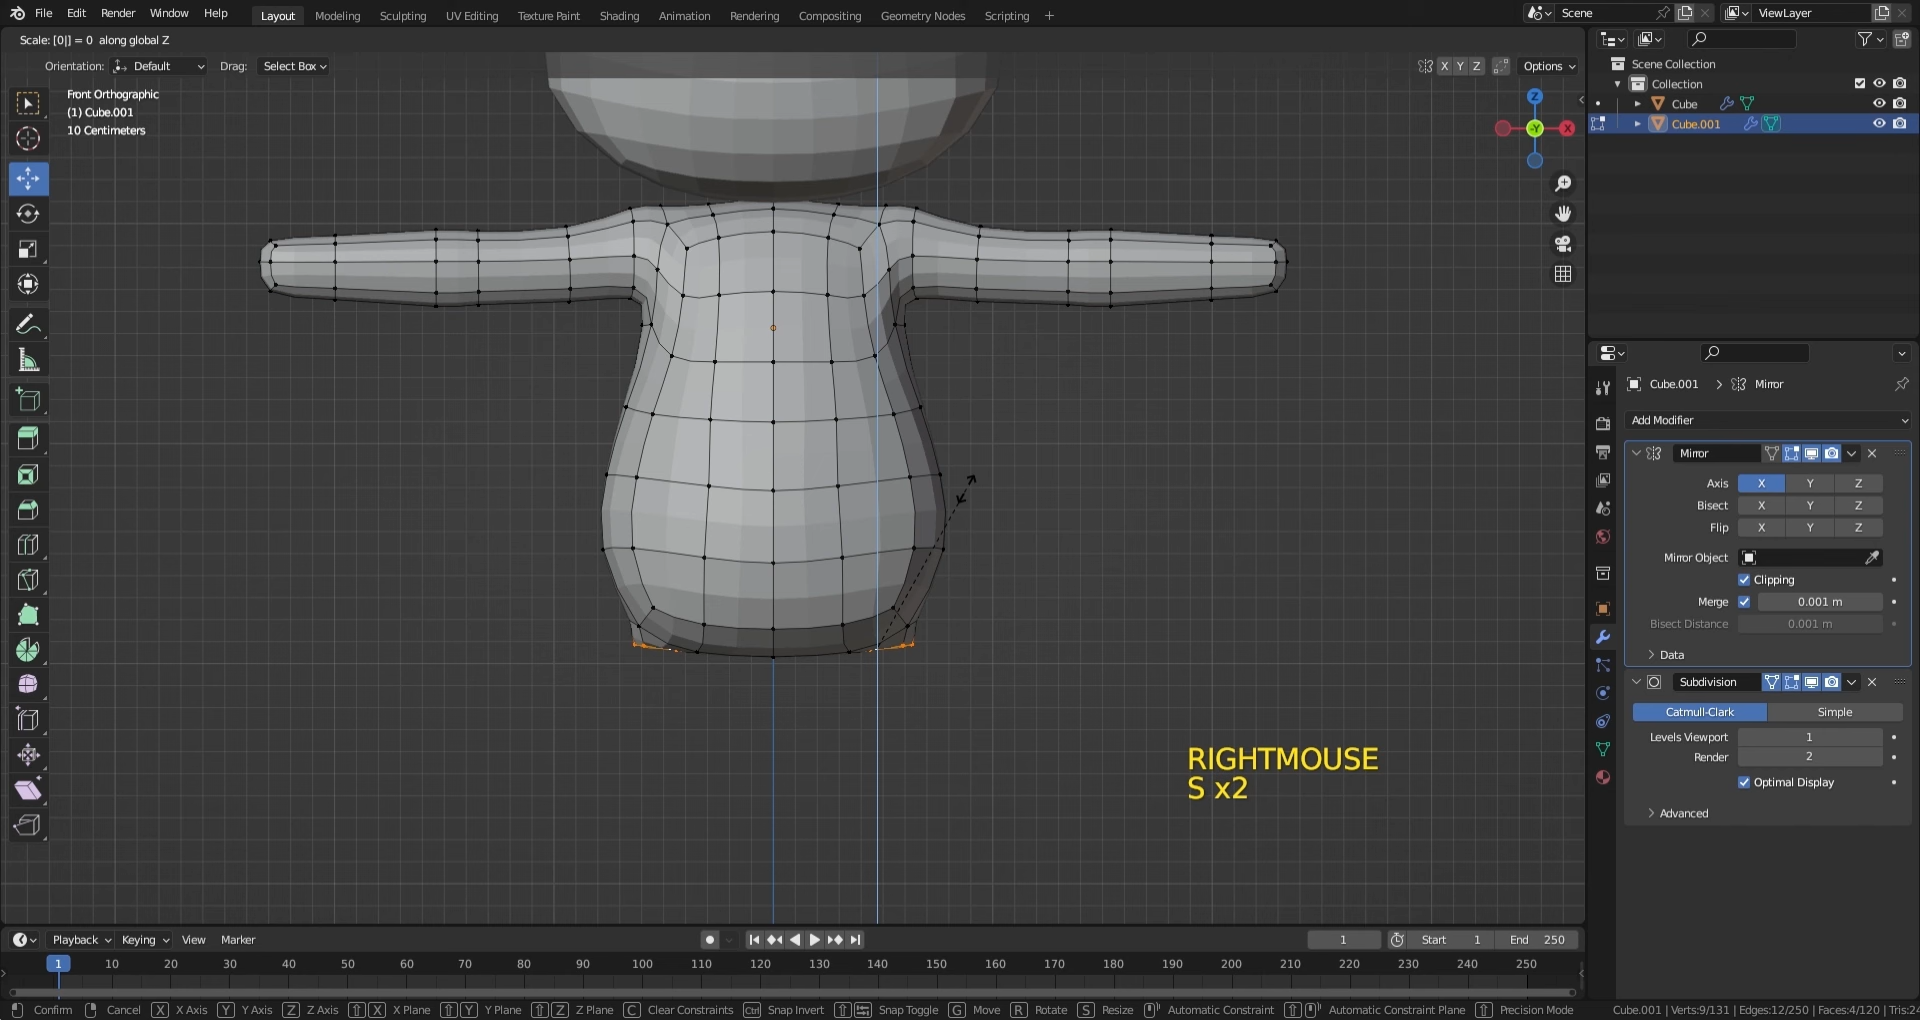 File Edit Render Window Help Layout Modeling Sculpting UV Editing Texture Paint Shading Animation Rendering Compositing Geometry Nodes Scripting + Scene ViewLayer
Scale: [0|] = 0 along global Z
Orientation: Default Drag: Select Box X Y Z Options
Front Orthographic
(1) Cube.001
10 Centimeters
Z
-Y X
Scene Collection
Collection
Cube
Cube.001
Cube.001 > Mirror
Add Modifier
Mirror
Axis X Y Z
Bisect X Y Z
Flip X Y Z
Mirror Object
Clipping
Merge 0.001 m
Bisect Distance 0.001 m
> Data
Subdivision
Catmull-Clark Simple
Levels Viewport 1
Render 2
Optimal Display
> Advanced
RIGHTMOUSE
S x2
Playback Keying View Marker 1 Start 1 End 250
1 10 20 30 40 50 60 70 80 90 100 110 120 130 140 150 160 170 180 190 200 210 220 230 240 250
Confirm Cancel X X Axis Y Y Axis Z Z Axis X X Plane Y Y Plane Z Z Plane C Clear Constraints Ctrl Snap Invert Snap Toggle G Move R Rotate S Resize Automatic Constraint Automatic Constraint Plane Precision Mode Cube.001 | Verts:9/131 | Edges:12/250 | Faces:4/120 | Tris:24